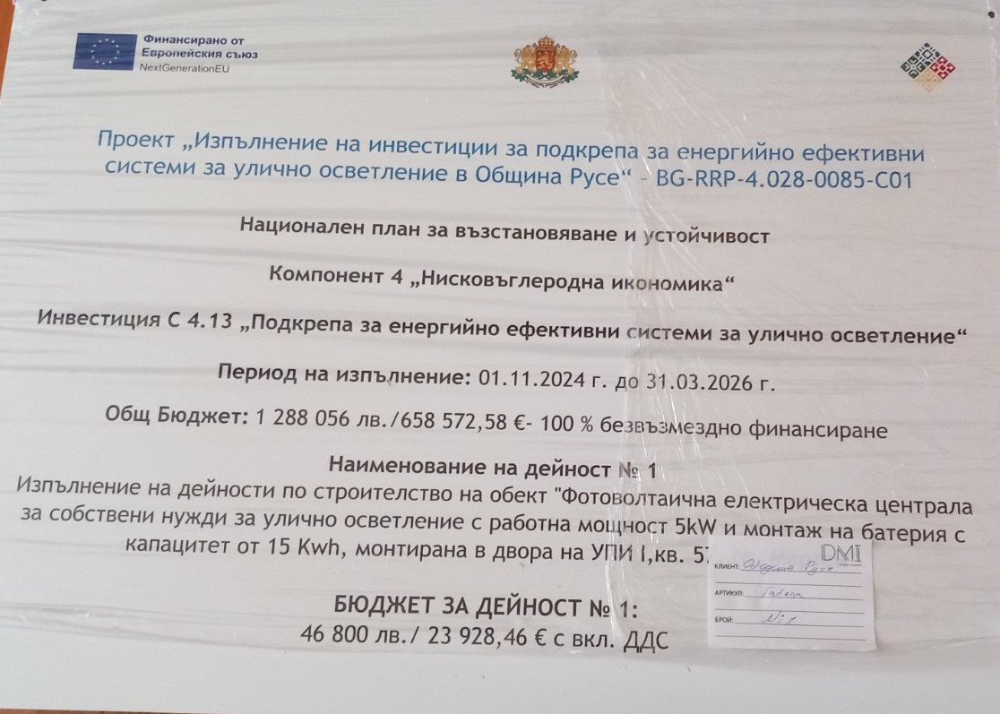 Финансирано от
Европейския съюз
NextGenerationEU
Проект „Изпълнение на инвестиции за подкрепа за енергийно ефективни
системи за улично осветление в Община Русе“ - BG-RRP-4.028-0085-C01
Национален план за възстановяване и устойчивост
Компонент 4 „Нисковъглеродна икономика“
Инвестиция С 4.13 „Подкрепа за енергийно ефективни системи за улично осветление“
Период на изпълнение: 01.11.2024 г. до 31.03.2026 г.
Общ Бюджет: 1 288 056 лв./658 572,58 €- 100 % безвъзмездно финансиране
Наименование на дейност № 1
Изпълнение на дейности по строителство на обект "Фотоволтаична електрическа централа
за собствени нужди за улично осветление с работна мощност 5kW и монтаж на батерия с
капацитет от 15 Kwh, монтирана в двора на УПИ I,кв.
DMI
КЛИЕНТ: Община Русе
АРТИКУЛ: Табела
БРОЙ: №1
БЮДЖЕТ ЗА ДЕЙНОСТ № 1:
46 800 лв./ 23 928,46 € с вкл. ДДС